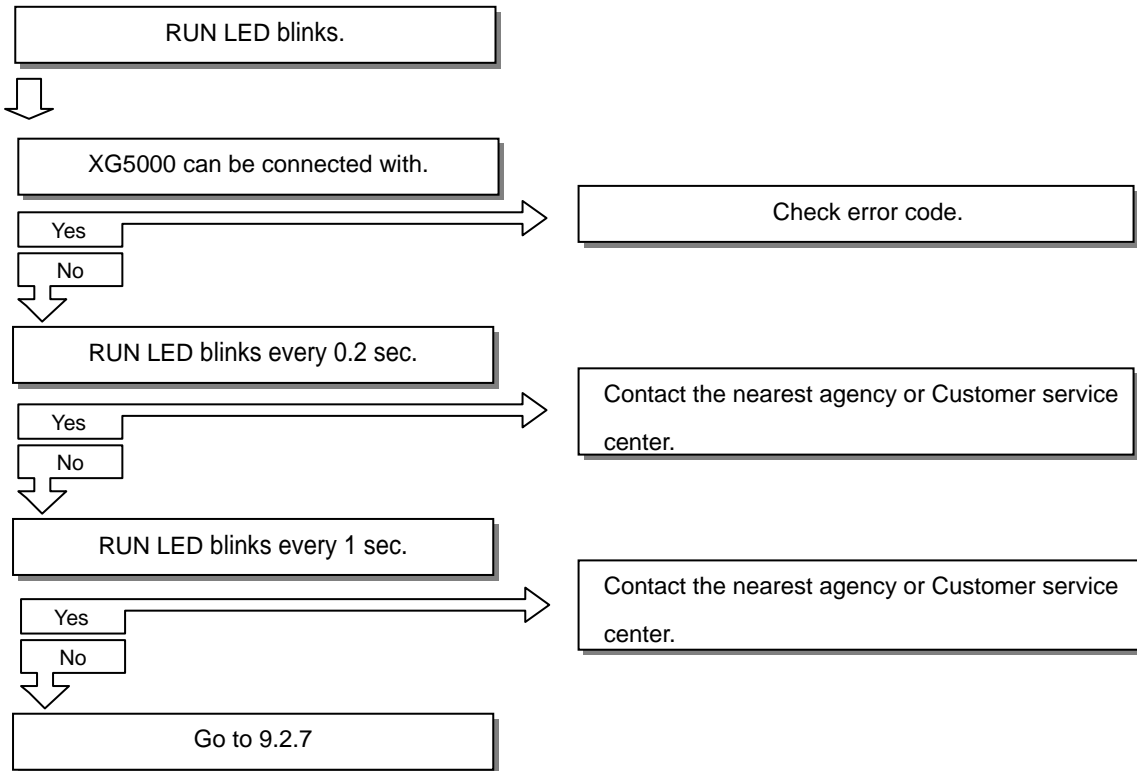 RUN LED blinks.
XG5000 can be connected with.
Yes
Check error code.
No
RUN LED blinks every 0.2 sec.
Yes
Contact the nearest agency or Customer service
center.
No
RUN LED blinks every 1 sec.
Yes
Contact the nearest agency or Customer service
center.
No
Go to 9.2.7